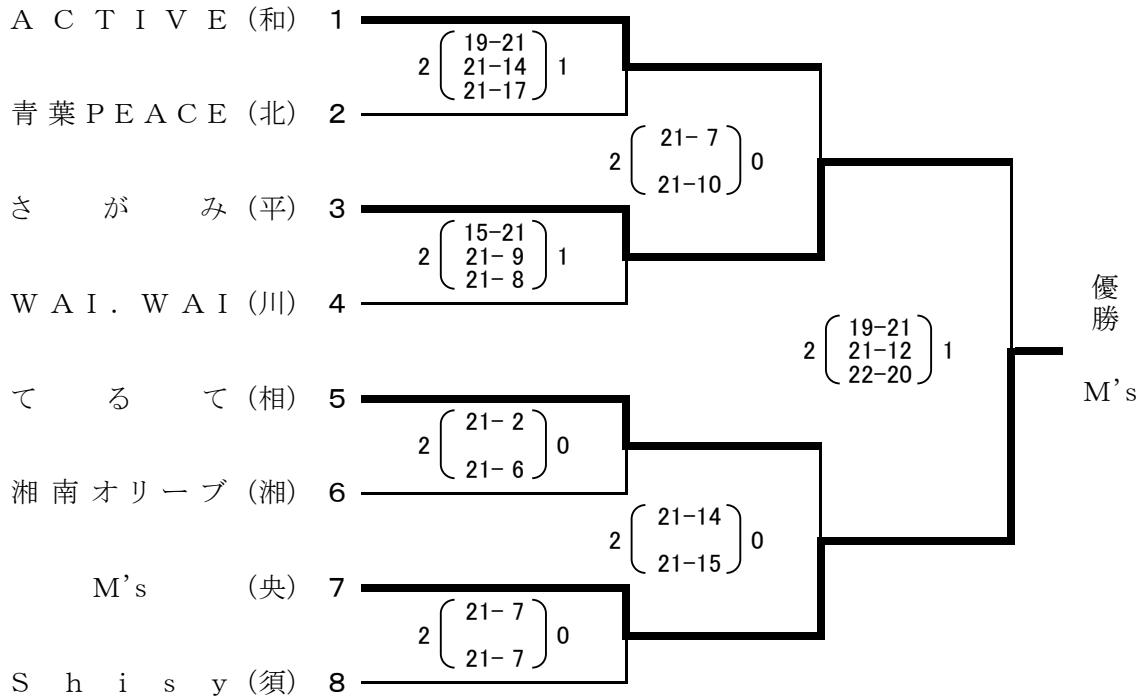 ACTIVE(和) 1
2 19-21 1
21-14
21-17
青葉PEACE(北) 2
2 21- 7 0
21-10
さがみ(平) 3
2 15-21 1
21- 9
21- 8
WAI.WAI(川) 4
優勝
2 19-21 1
21-12
22-20
M's
てるて(相) 5
2 21- 2 0
21- 6
湘南オリーブ(湘) 6
2 21-14 0
21-15
M's (央) 7
2 21- 7 0
21- 7
Shisy(須) 8